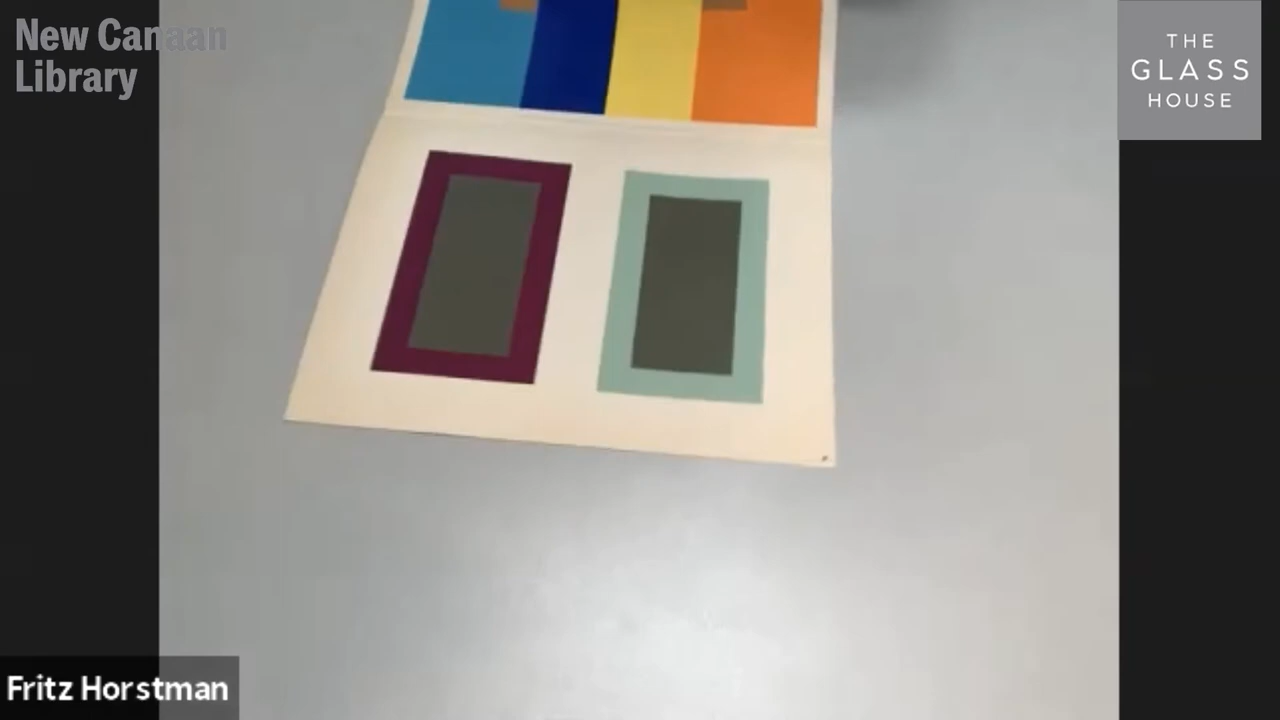 New Canaan
Library
THE
GLASS
HOUSE
Fritz Horstman